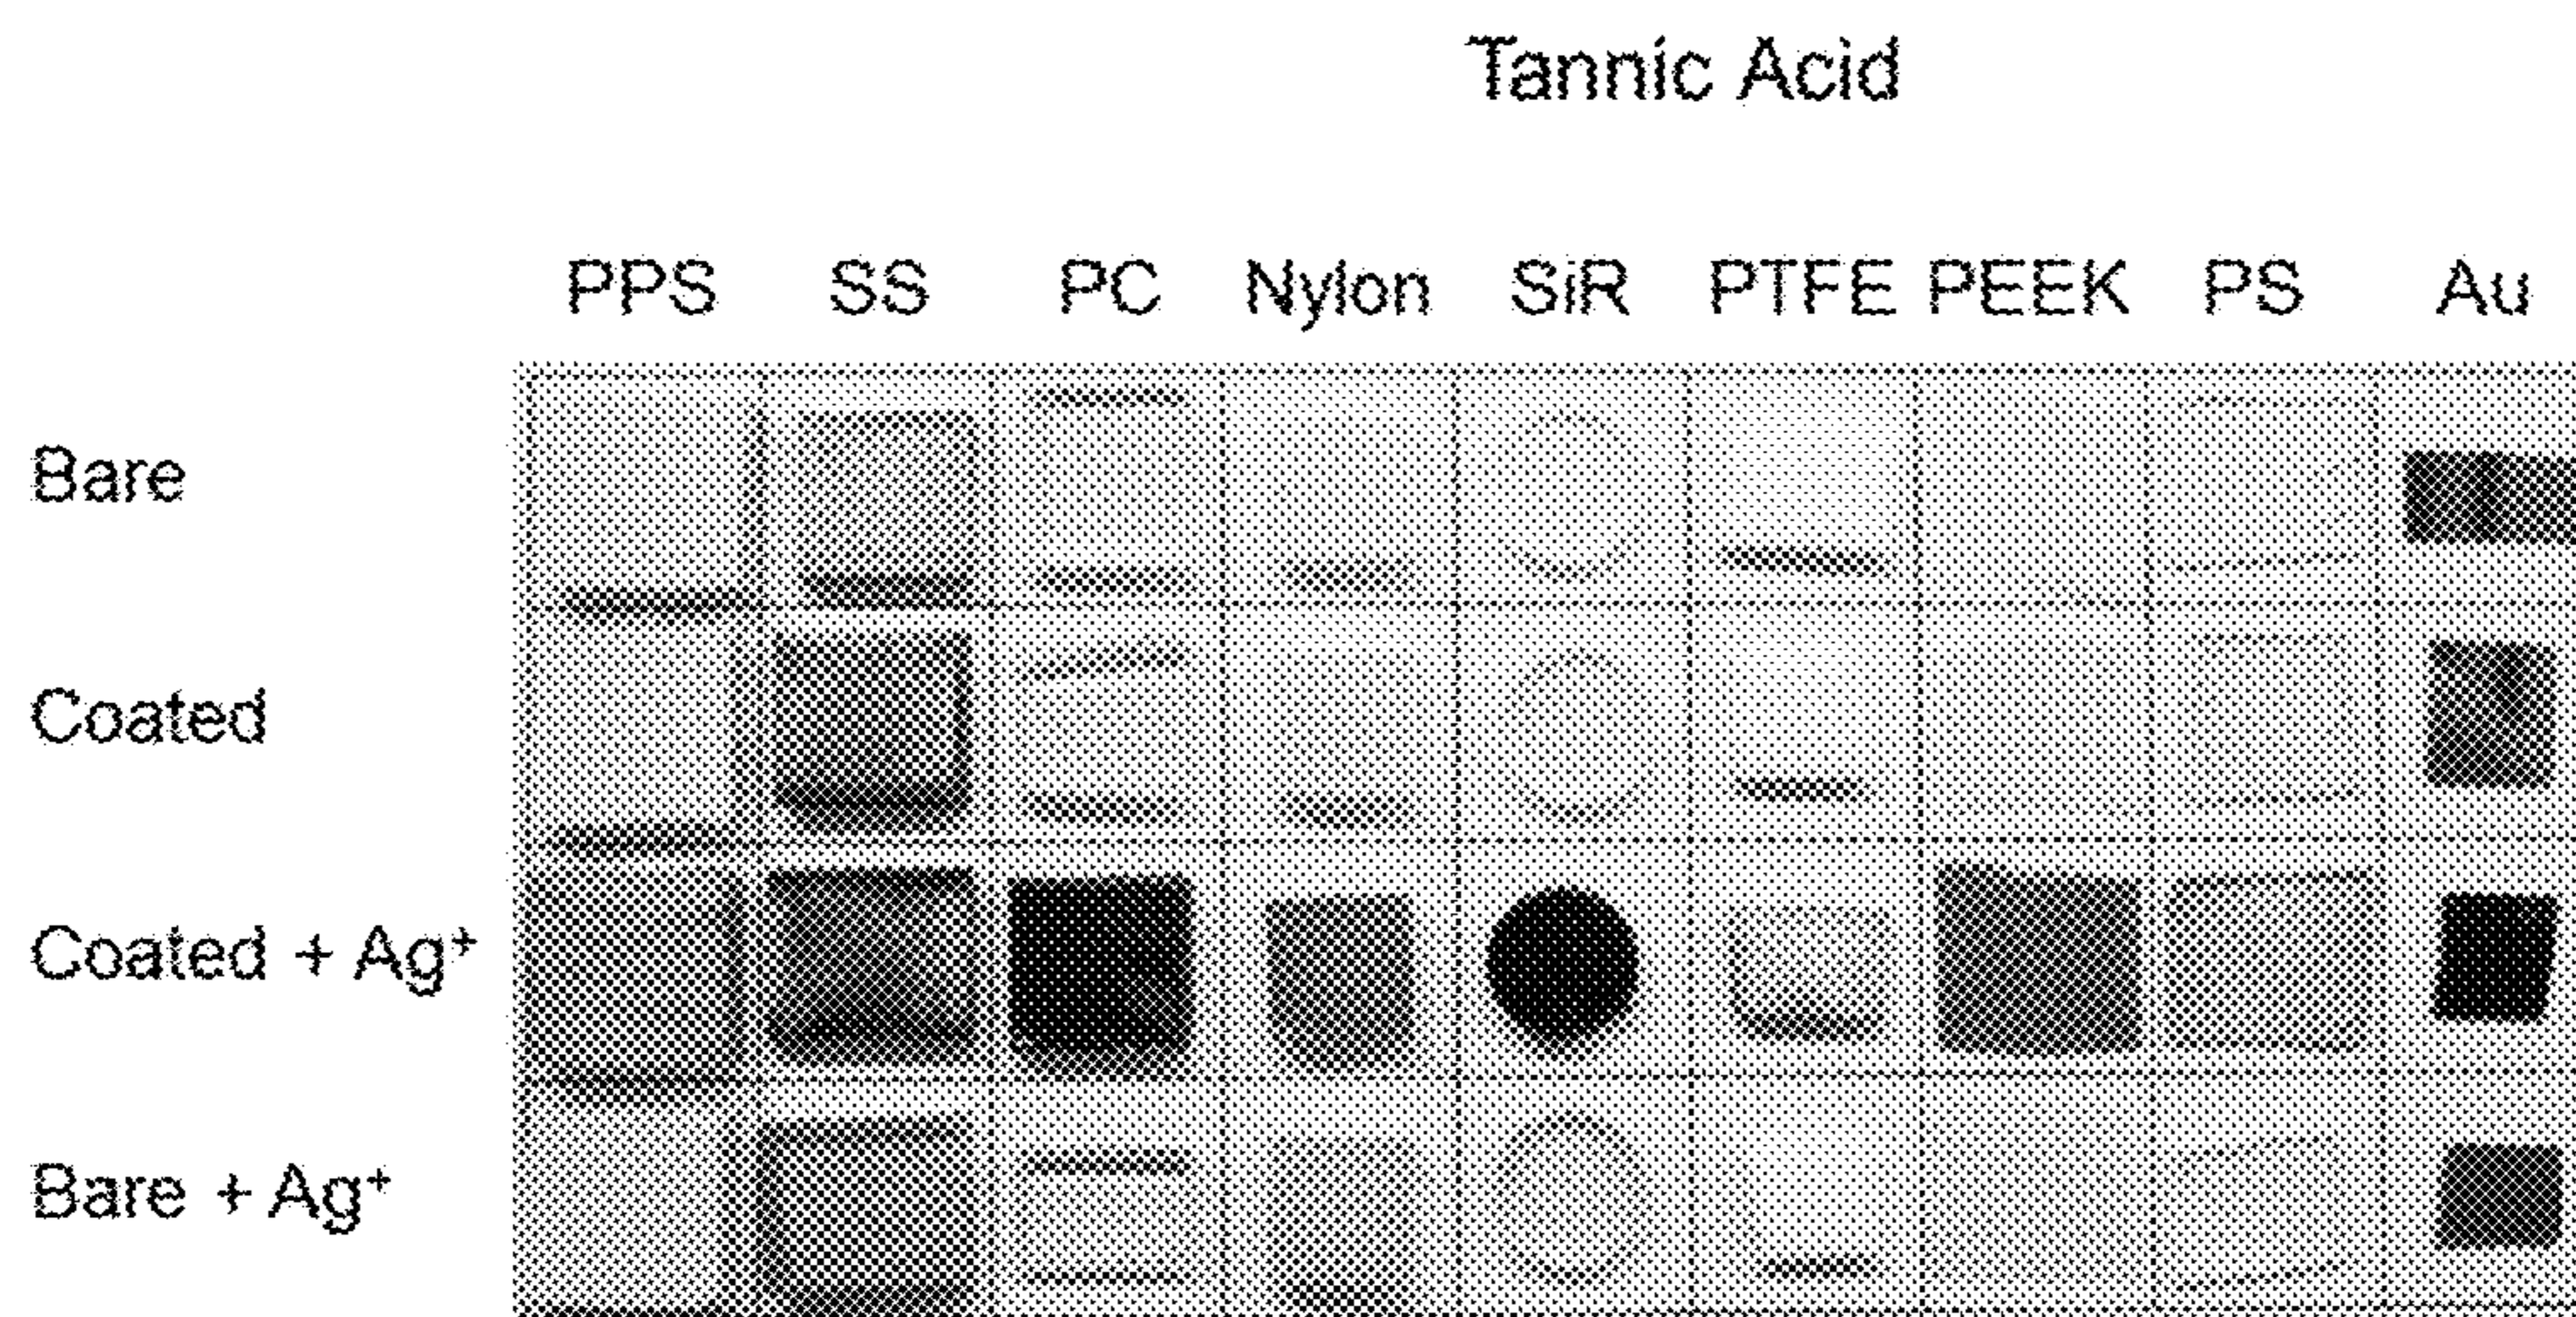 Tannic Acid
PPS SS PC Nylon SiR PTFE PEEK PS Au
Bare
Coated
Coated + Ag⁺
Bare + Ag⁺